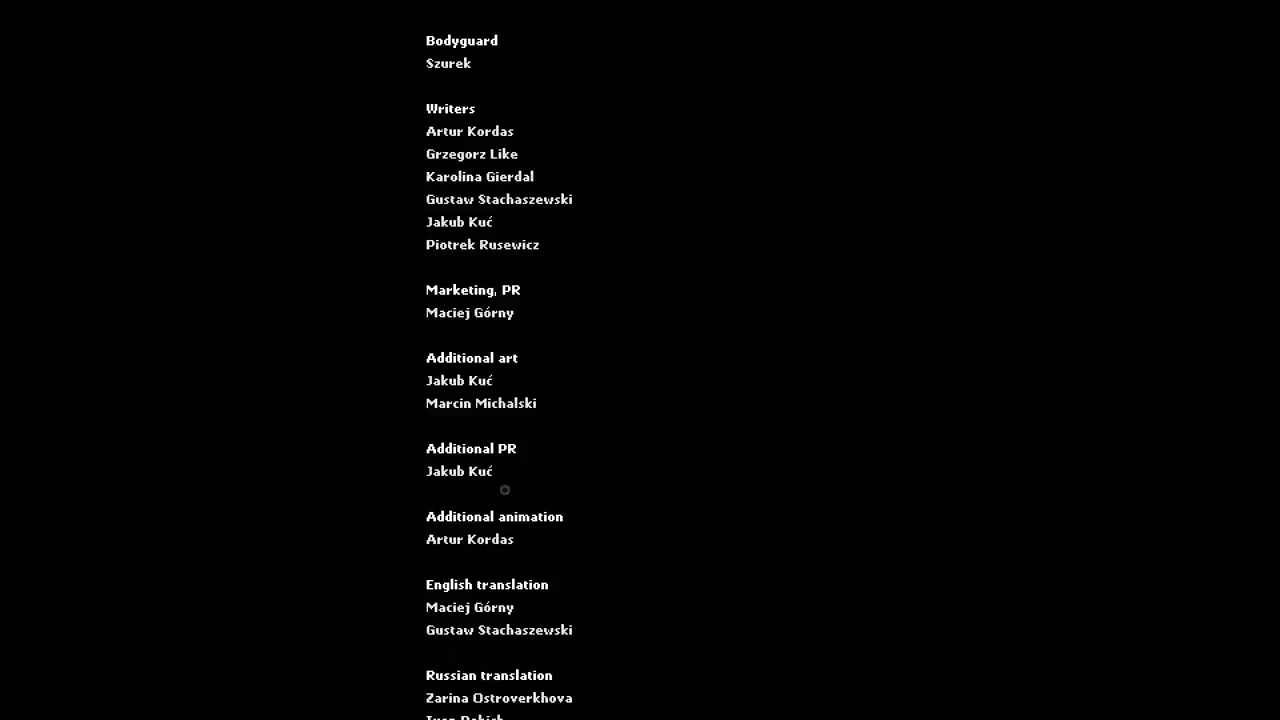 Bodyguard
Szurek
Writers
Artur Kordas
Grzegorz Like
Karolina Gierdal
Gustaw Stachaszewski
Jakub Kuć
Piotrek Rusewicz
Marketing, PR
Maciej Górny
Additional art
Jakub Kuć
Marcin Michalski
Additional PR
Jakub Kuć
Additional animation
Artur Kordas
English translation
Maciej Górny
Gustaw Stachaszewski
Russian translation
Zarina Ostroverkhova